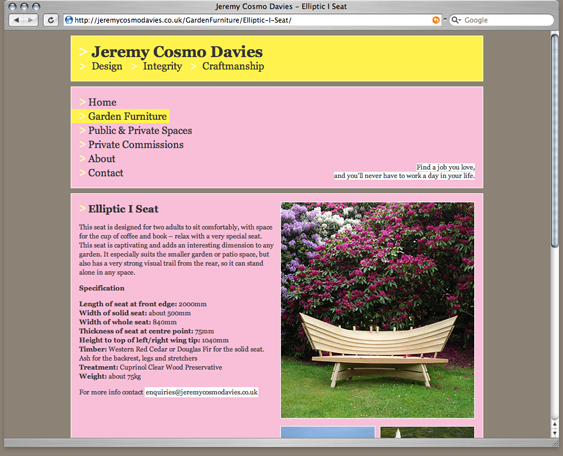 Jeremy Cosmo Davies – Elliptic I Seat
http://jeremycosmodavies.co.uk/GardenFurniture/Elliptic-I-Seat/
Google
> Jeremy Cosmo Davies
> Design > Integrity > Craftmanship
> Home
> Garden Furniture
> Public & Private Spaces
> Private Commissions
> About
> Contact
Find a job you love,
and you'll never have to work a day in your life.
> Elliptic I Seat
This seat is designed for two adults to sit comfortably, with space
for the cup of coffee and book – relax with a very special seat.
This seat is captivating and adds an interesting dimension to any
garden. It especially suits the smaller garden or patio space, but
also has a very strong visual trail from the rear, so it can stand
alone in any space.
Specification
Length of seat at front edge: 2000mm
Width of solid seat: about 500mm
Width of whole seat: 840mm
Thickness of seat at centre point: 75mm
Height to top of left/right wing tip: 1040mm
Timber: Western Red Cedar or Douglas Fir for the solid seat.
Ash for the backrest, legs and stretchers
Treatment: Cuprinol Clear Wood Preservative
Weight: about 75kg
For more info contact enquiries@jeremycosmodavies.co.uk